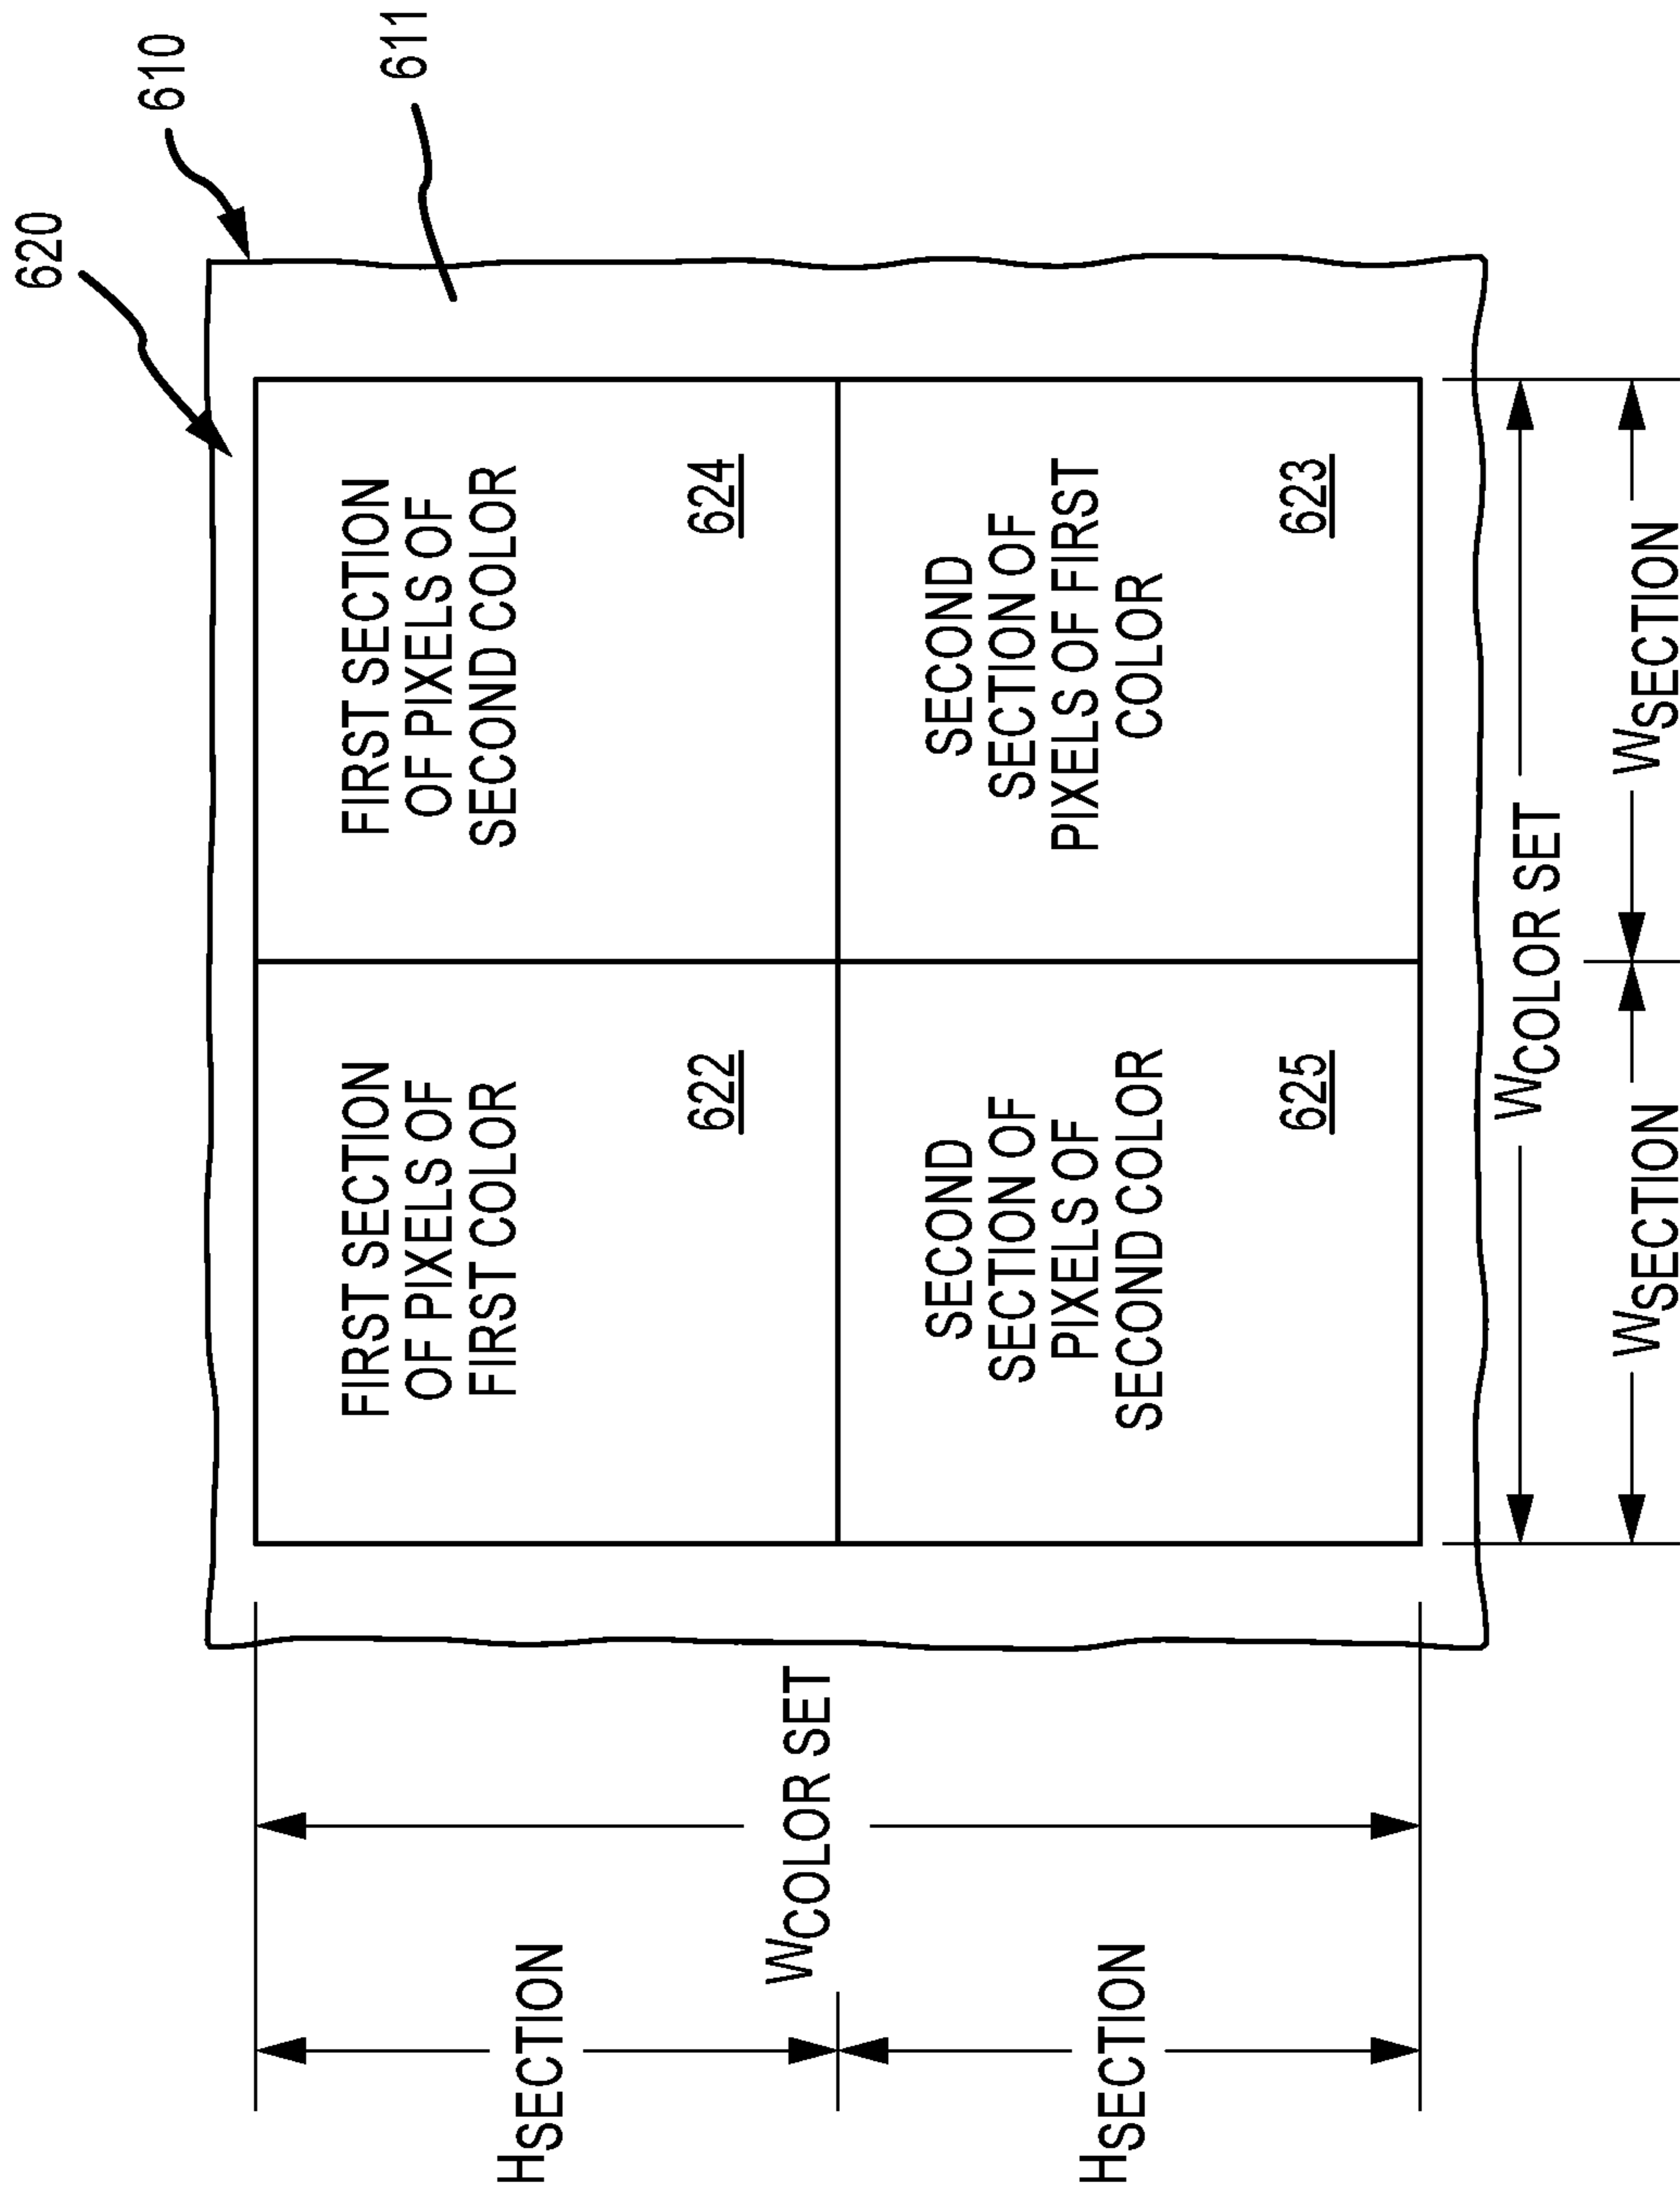 620
610
611
FIRST SECTION
OF PIXELS OF
FIRST COLOR
622
FIRST SECTION
OF PIXELS OF
SECOND COLOR
624
SECOND
SECTION OF
PIXELS OF
SECOND COLOR
625
SECOND
SECTION OF
PIXELS OF FIRST
COLOR
623
HSECTION
HSECTION
WCOLOR SET
WCOLOR SET
WSECTION
WSECTION